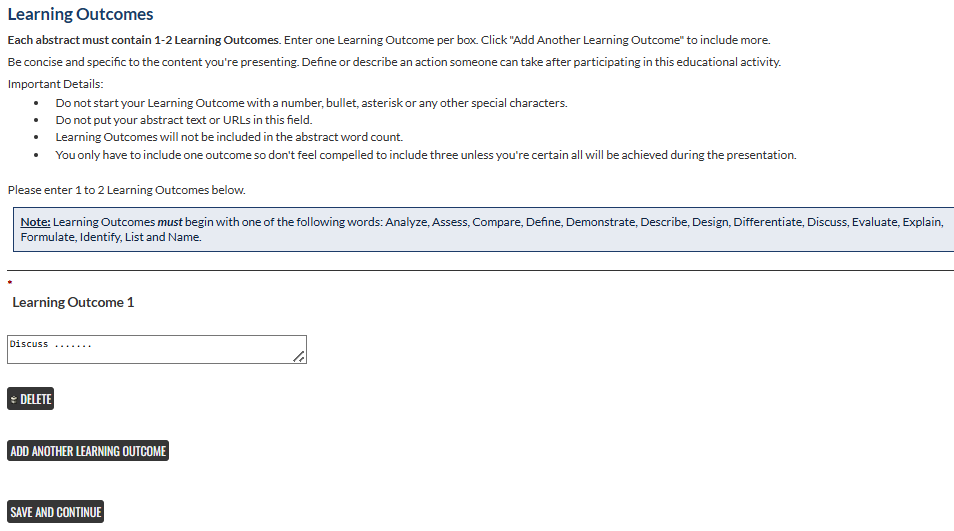 Learning Outcomes
Each abstract must contain 1-2 Learning Outcomes. Enter one Learning Outcome per box. Click "Add Another Learning Outcome" to include more.
Be concise and specific to the content you're presenting. Define or describe an action someone can take after participating in this educational activity.
Important Details:
• Do not start your Learning Outcome with a number, bullet, asterisk or any other special characters.
• Do not put your abstract text or URLs in this field.
• Learning Outcomes will not be included in the abstract word count.
• You only have to include one outcome so don't feel compelled to include three unless you're certain all will be achieved during the presentation.
Please enter 1 to 2 Learning Outcomes below.
Note: Learning Outcomes must begin with one of the following words: Analyze, Assess, Compare, Define, Demonstrate, Describe, Design, Differentiate, Discuss, Evaluate, Explain,
Formulate, Identify, List and Name.
*
Learning Outcome 1
Discuss .......
DELETE
ADD ANOTHER LEARNING OUTCOME
SAVE AND CONTINUE